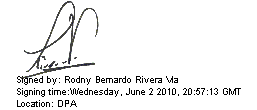 Signed by: Rodny Bernardo Rivera Via
Signing time:Wednesday, June 2 2010, 20:57:13 GMT
Location: DPA